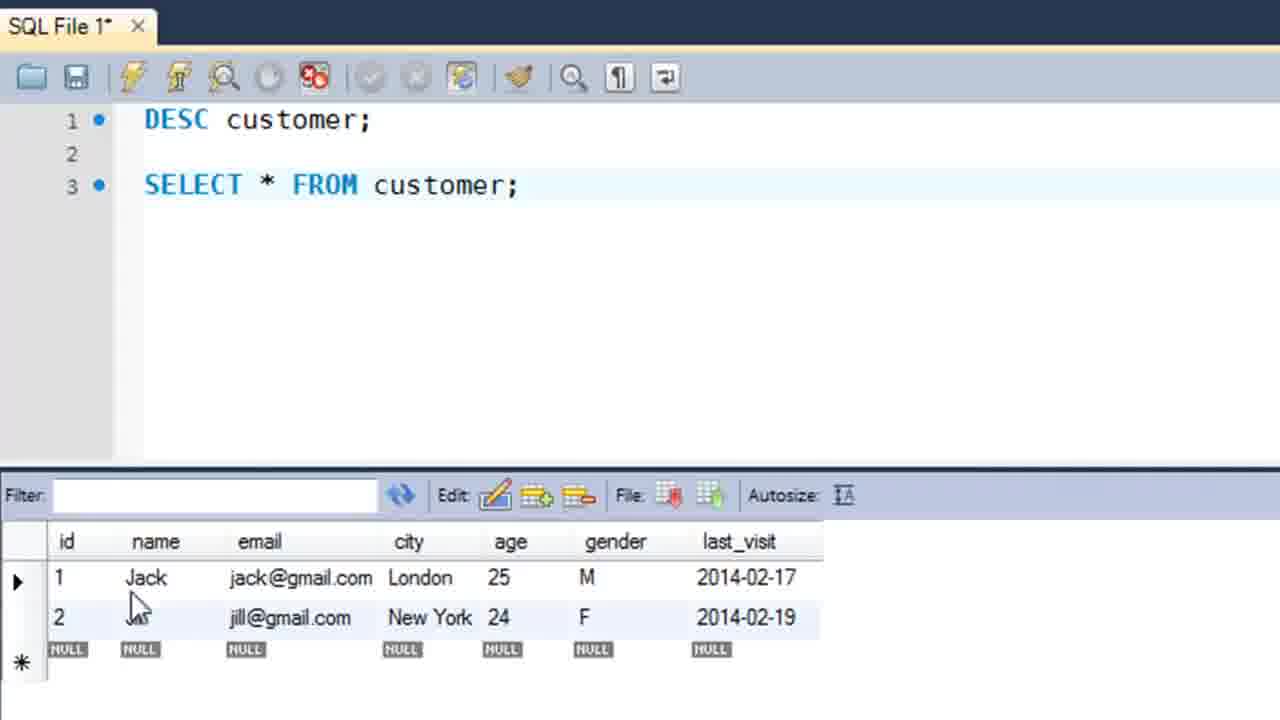 SQL File 1*
1 DESC customer;
2
3 SELECT * FROM customer;
Filter: Edit: File: Autosize:
id name email city age gender last_visit
1 Jack jack@gmail.com London 25 M 2014-02-17
2 jill@gmail.com New York 24 F 2014-02-19
NULL NULL NULL NULL NULL NULL NULL